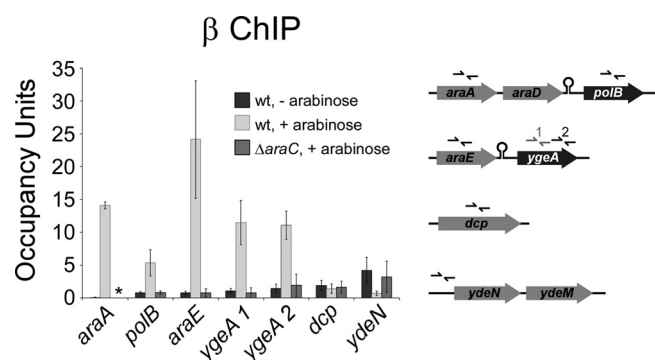 β ChIP
Occupancy Units
35
30
25
20
15
10
5
0
wt, - arabinose
wt, + arabinose
ΔaraC, + arabinose
*
araA
polB
araE
ygeA 1
ygeA 2
dcp
ydeN
araA araD polB
1 2
araE ygeA
dcp
ydeN ydeM